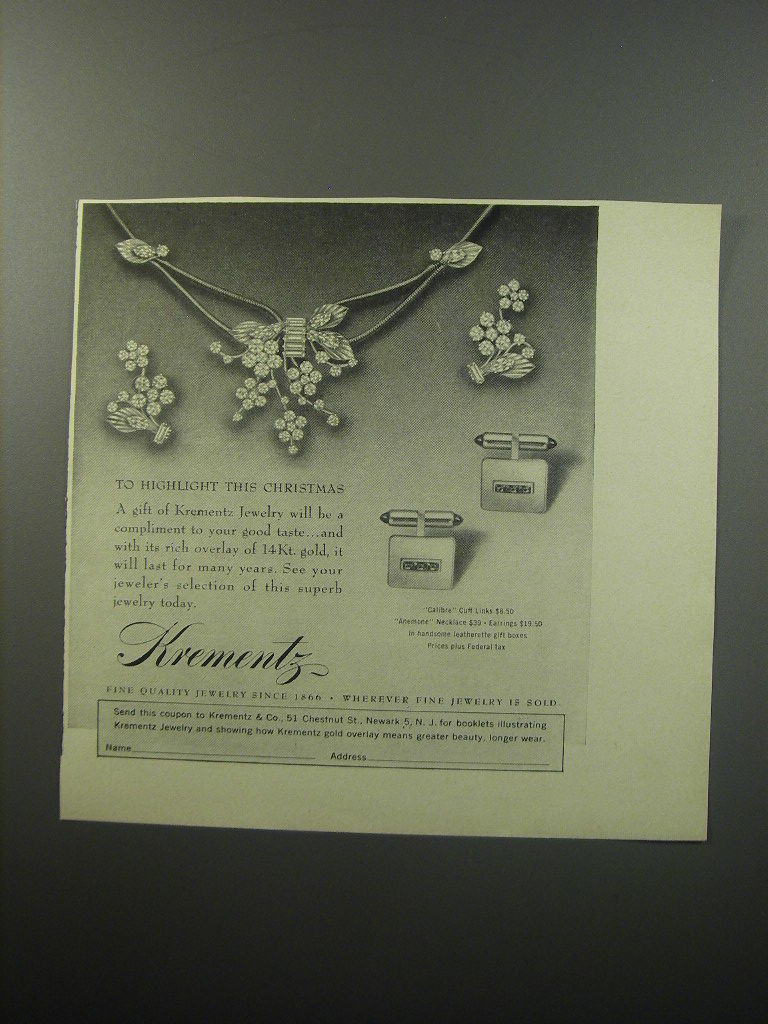 TO HIGHLIGHT THIS CHRISTMAS
A gift of Krementz Jewelry will be a
compliment to your good taste...and
with its rich overlay of 14Kt. gold, it
will last for many years. See your
jeweler's selection of this superb
jewelry today.
"Calibre" Cuff Links $8.50
"Anemone" Necklace $39 • Earrings $19.50
In handsome leatherette gift boxes
Prices plus Federal tax
Krementz
FINE QUALITY JEWELRY SINCE 1866 • WHEREVER FINE JEWELRY IS SOLD
Send this coupon to Krementz & Co., 51 Chestnut St., Newark 5, N. J. for booklets illustrating
Krementz Jewelry and showing how Krementz gold overlay means greater beauty, longer wear.
Name Address